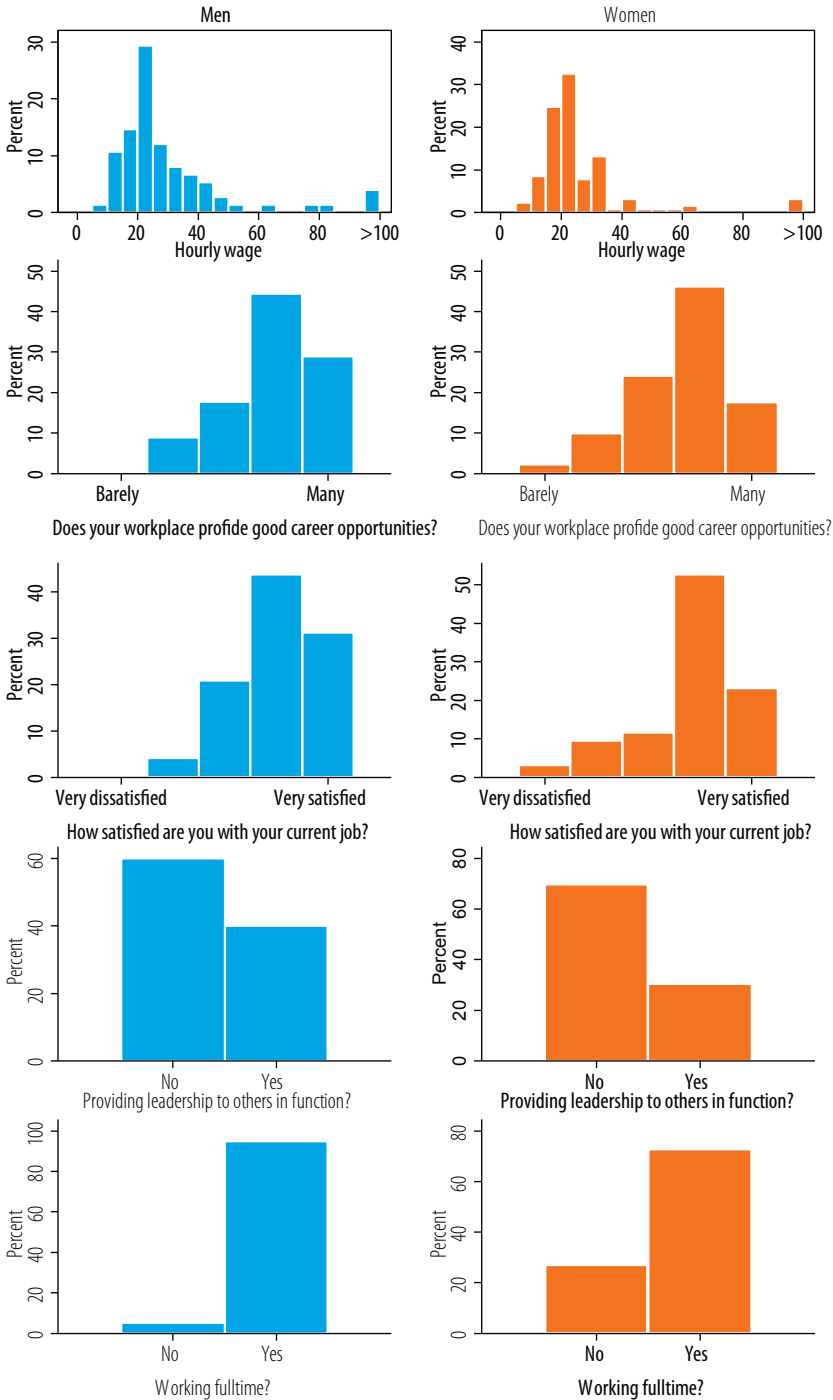 Men
Women
Percent
0 10 20 30
0 20 40 60 80 >100
Hourly wage
Percent
0 10 20 30 40
0 20 40 60 80 >100
Hourly wage
Percent
0 10 20 30 40 50
Barely Many
Does your workplace profide good career opportunities?
Percent
0 10 20 30 40 50
Barely Many
Does your workplace profide good career opportunities?
Percent
0 10 20 30 40
Very dissatisfied Very satisfied
How satisfied are you with your current job?
Percent
0 10 20 30 40 50
Very dissatisfied Very satisfied
How satisfied are you with your current job?
Percent
0 20 40 60
No Yes
Providing leadership to others in function?
Percent
0 20 40 60 80
No Yes
Providing leadership to others in function?
Percent
0 20 40 60 80 100
No Yes
Working fulltime?
Percent
0 20 40 60 80
No Yes
Working fulltime?